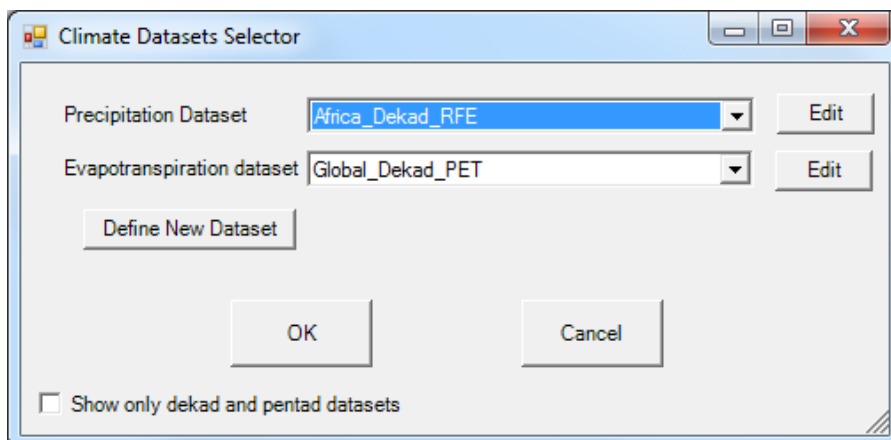 Climate Datasets Selector
Precipitation Dataset Africa_Dekad_RFE Edit
Evapotranspiration dataset Global_Dekad_PET Edit
Define New Dataset
OK Cancel
Show only dekad and pentad datasets